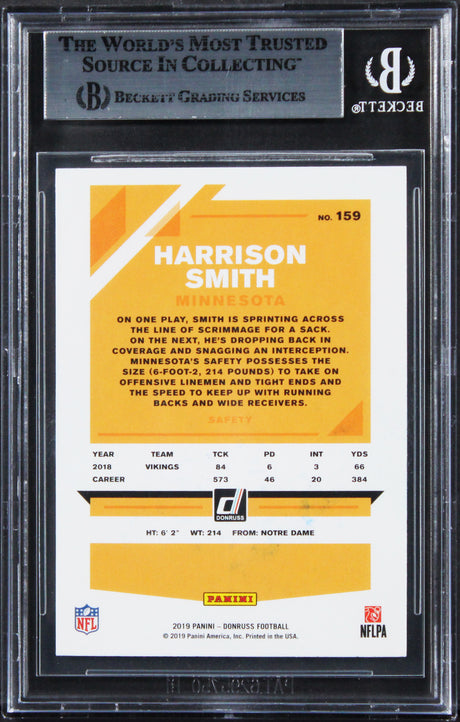 THE WORLD'S MOST TRUSTED
SOURCE IN COLLECTING™
(B) BECKETT GRADING SERVICES
B
BECKETT®
NO. 159
HARRISON
SMITH
MINNESOTA
ON ONE PLAY, SMITH IS SPRINTING ACROSS
THE LINE OF SCRIMMAGE FOR A SACK.
ON THE NEXT, HE'S DROPPING BACK IN
COVERAGE AND SNAGGING AN INTERCEPTION.
MINNESOTA'S SAFETY POSSESSES THE
SIZE (6-FOOT-2, 214 POUNDS) TO TAKE ON
OFFENSIVE LINEMEN AND TIGHT ENDS AND
THE SPEED TO KEEP UP WITH RUNNING
BACKS AND WIDE RECEIVERS.
SAFETY
YEAR TEAM TCK PD INT YDS
2018 VIKINGS 84 6 3 66
CAREER 573 46 20 384
D
DONRUSS
HT: 6' 2" WT: 214 FROM: NOTRE DAME
PANINI
NFL
2019 PANINI – DONRUSS FOOTBALL
© 2019 Panini America, Inc. Printed in the USA.
NFLPA